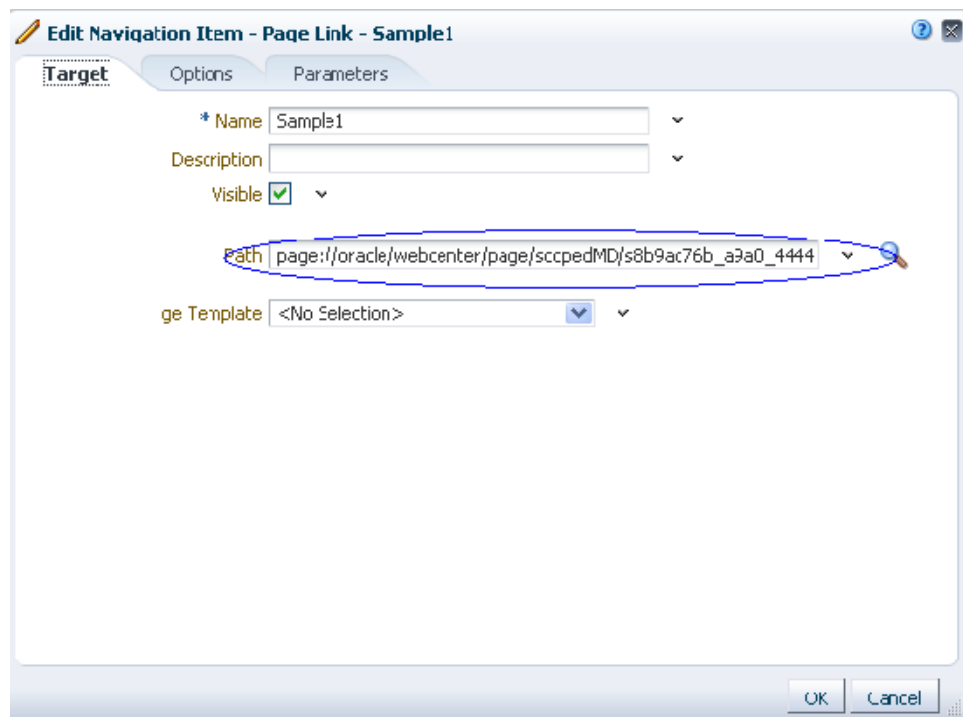 Edit Navigation Item - Page Link - Sample1
Target Options Parameters
* Name Sample1
Description
Visible
Path page://oracle/webcenter/page/sccpedMD/s8b9ac76b_a9a0_4444
ge Template <No Selection>
OK Cancel